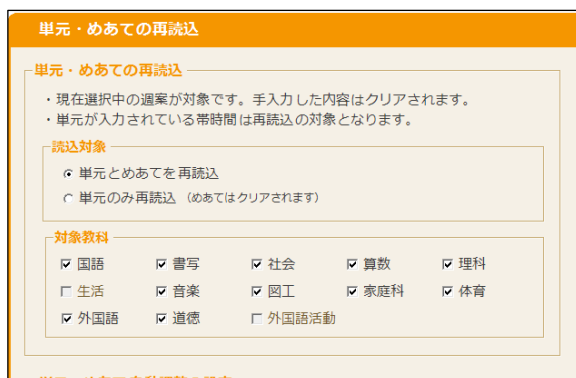 単元・めあての再読込
単元・めあての再読込
・現在選択中の週案が対象です。手入力した内容はクリアされます。
・単元が入力されている帯時間は再読込の対象となります。
読込対象
単元とめあてを再読込
単元のみ再読込 (めあてはクリアされます)
対象教科
国語 書写 社会 算数 理科
生活 音楽 図工 家庭科 体育
外国語 道徳 外国語活動